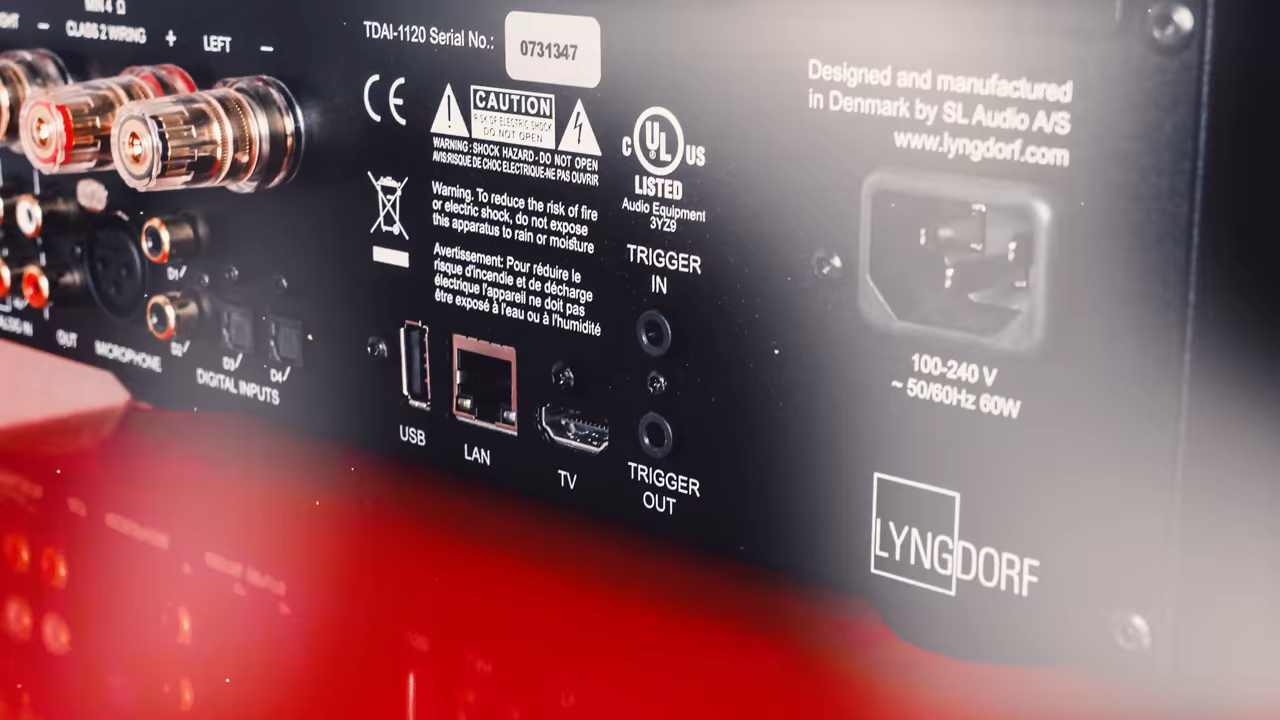 MIN 4 Ω
CLASS 2 WIRING
− + LEFT −
TDAI-1120 Serial No.: 0731347
CE
CAUTION
RISK OF ELECTRIC SHOCK
DO NOT OPEN
WARNING: SHOCK HAZARD - DO NOT OPEN
AVIS:RISQUE DE CHOC ELECTRIQUE-NE PAS OUVRIR
Warning. To reduce the risk of fire
or electric shock, do not expose
this apparatus to rain or moisture
Avertissement: Pour réduire le
risque d'incendie et de décharge
électrique l'appareil ne doit pas
être exposé à l'eau ou à l'humidité
C UL US
LISTED
Audio Equipment
3YZ9
TRIGGER
IN
TRIGGER
OUT
USB
LAN
TV
D1
D2
D3
D4
DIGITAL INPUTS
MICROPHONE
OUT
Designed and manufactured
in Denmark by SL Audio A/S
www.lyngdorf.com
100-240 V
~ 50/60Hz 60W
LYNGDORF